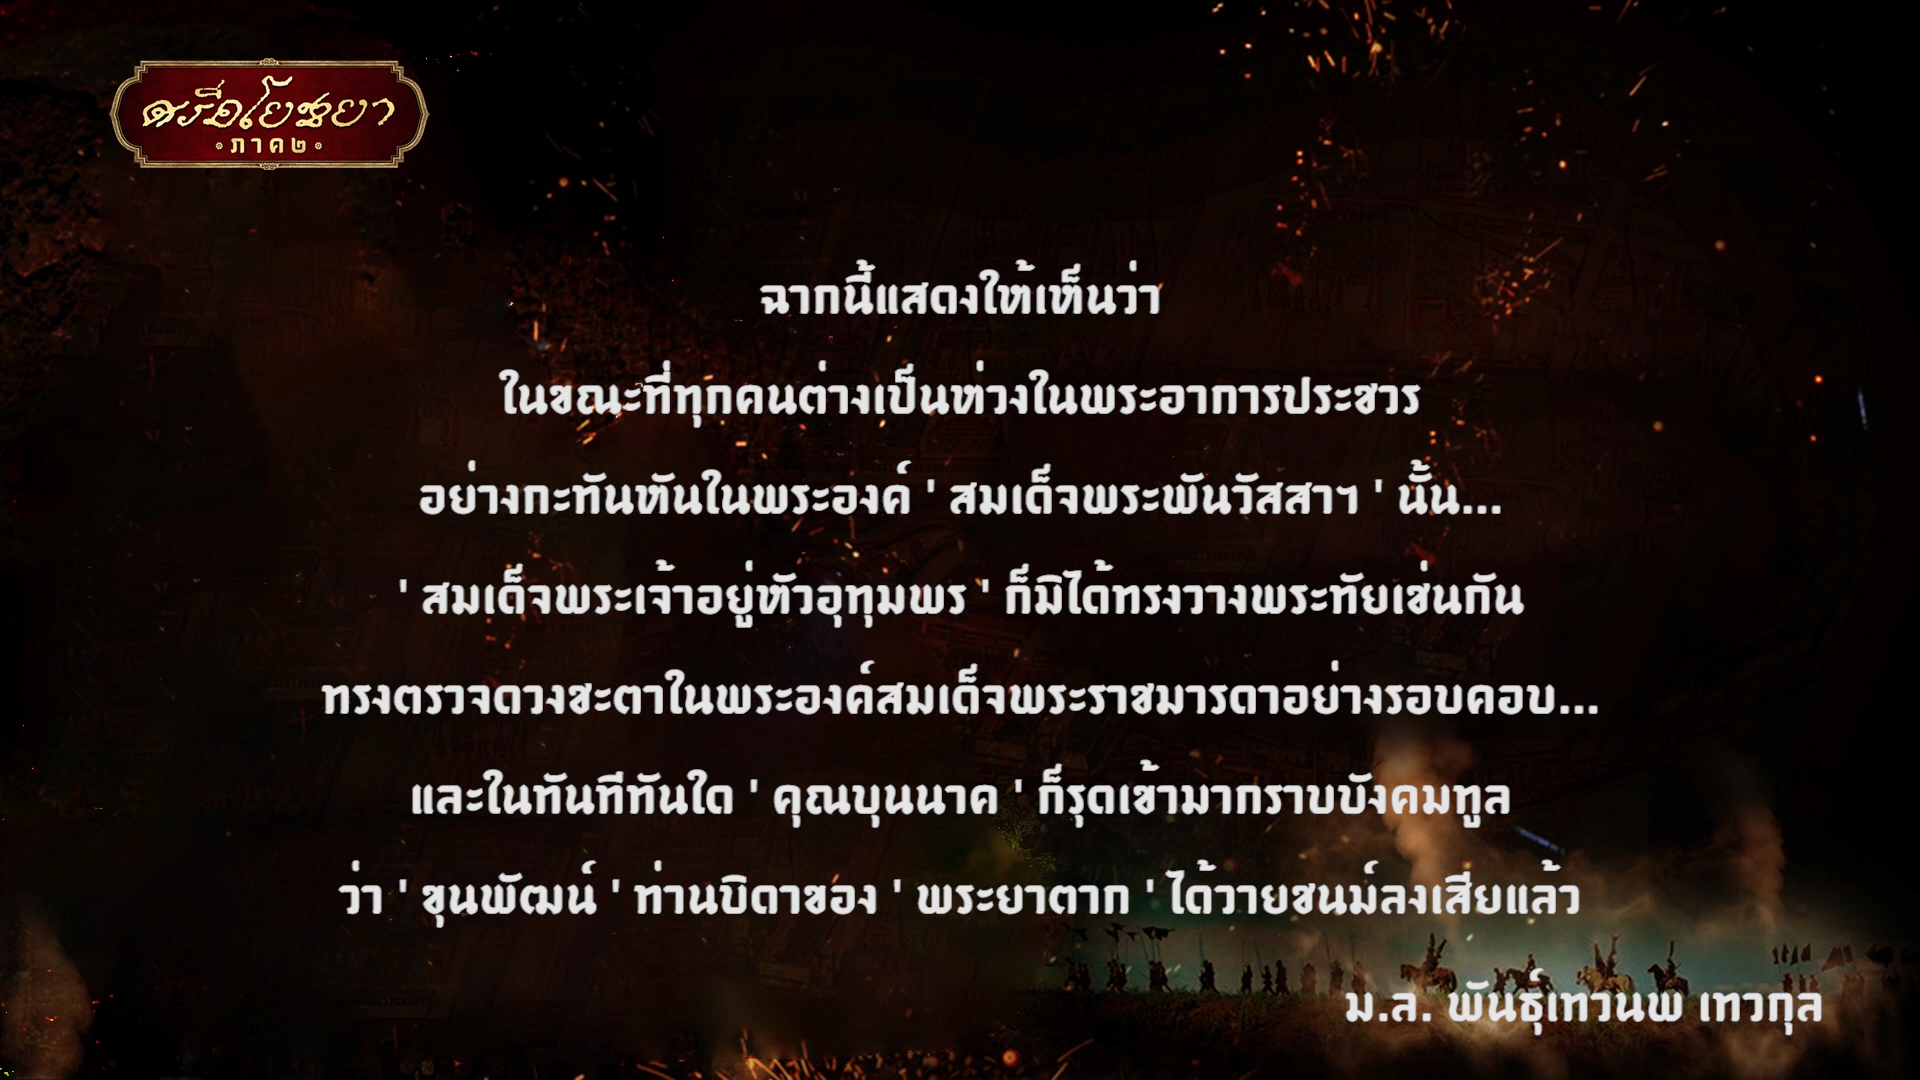 ศรีอโยธยา
•ภาค๒•
ฉากนี้แสดงให้เห็นว่า
ในขณะที่ทุกคนต่างเป็นห่วงในพระอาการประชวร
อย่างกะทันหันในพระองค์ ' สมเด็จพระพันวัสสาฯ ' นั้น...
' สมเด็จพระเจ้าอยู่หัวอุทุมพร ' ก็มิได้ทรงวางพระทัยเช่นกัน
ทรงตรวจดวงชะตาในพระองค์สมเด็จพระราชมารดาอย่างรอบคอบ...
และในทันทีทันใด ' คุณบุนนาค ' ก็รุดเข้ามากราบบังคมทูล
ว่า ' ขุนพัฒน์ ' ท่านบิดาของ ' พระยาตาก ' ได้วายชนม์ลงเสียแล้ว
ม.ล. พันธุ์เทวนพ เทวกุล